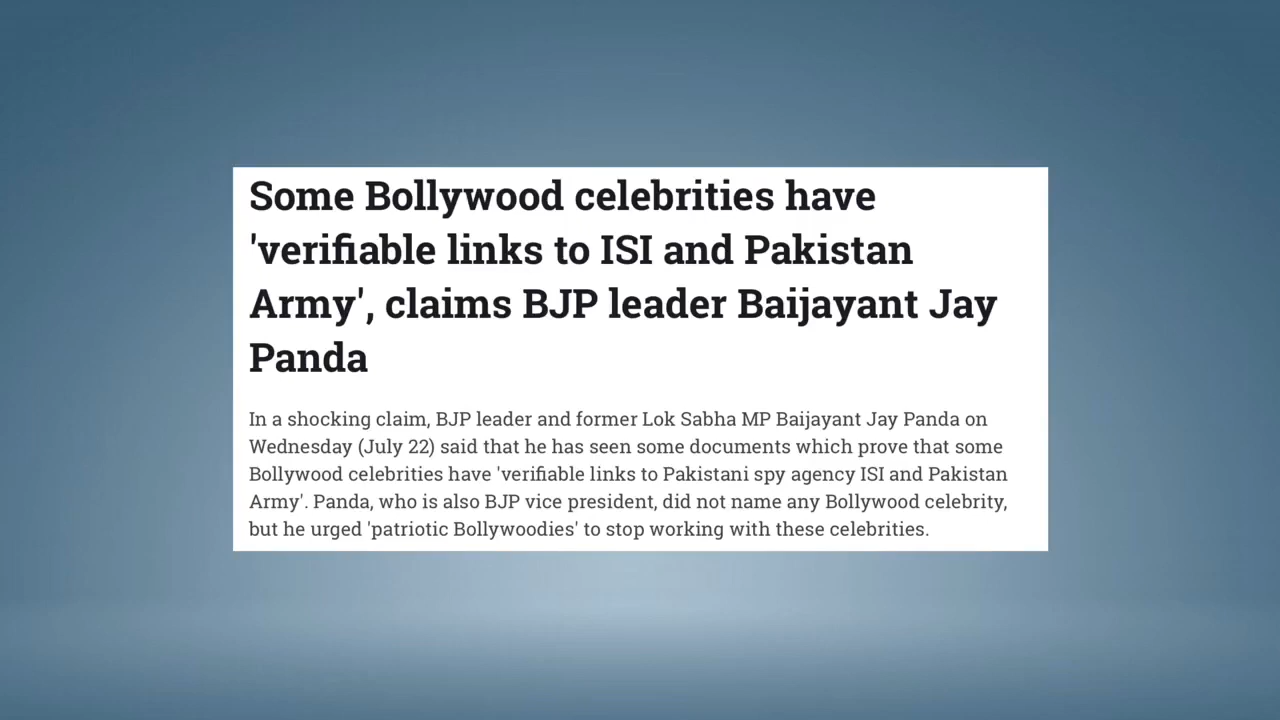 Some Bollywood celebrities have
'verifiable links to ISI and Pakistan
Army', claims BJP leader Baijayant Jay
Panda
In a shocking claim, BJP leader and former Lok Sabha MP Baijayant Jay Panda on
Wednesday (July 22) said that he has seen some documents which prove that some
Bollywood celebrities have 'verifiable links to Pakistani spy agency ISI and Pakistan
Army'. Panda, who is also BJP vice president, did not name any Bollywood celebrity,
but he urged 'patriotic Bollywoodies' to stop working with these celebrities.